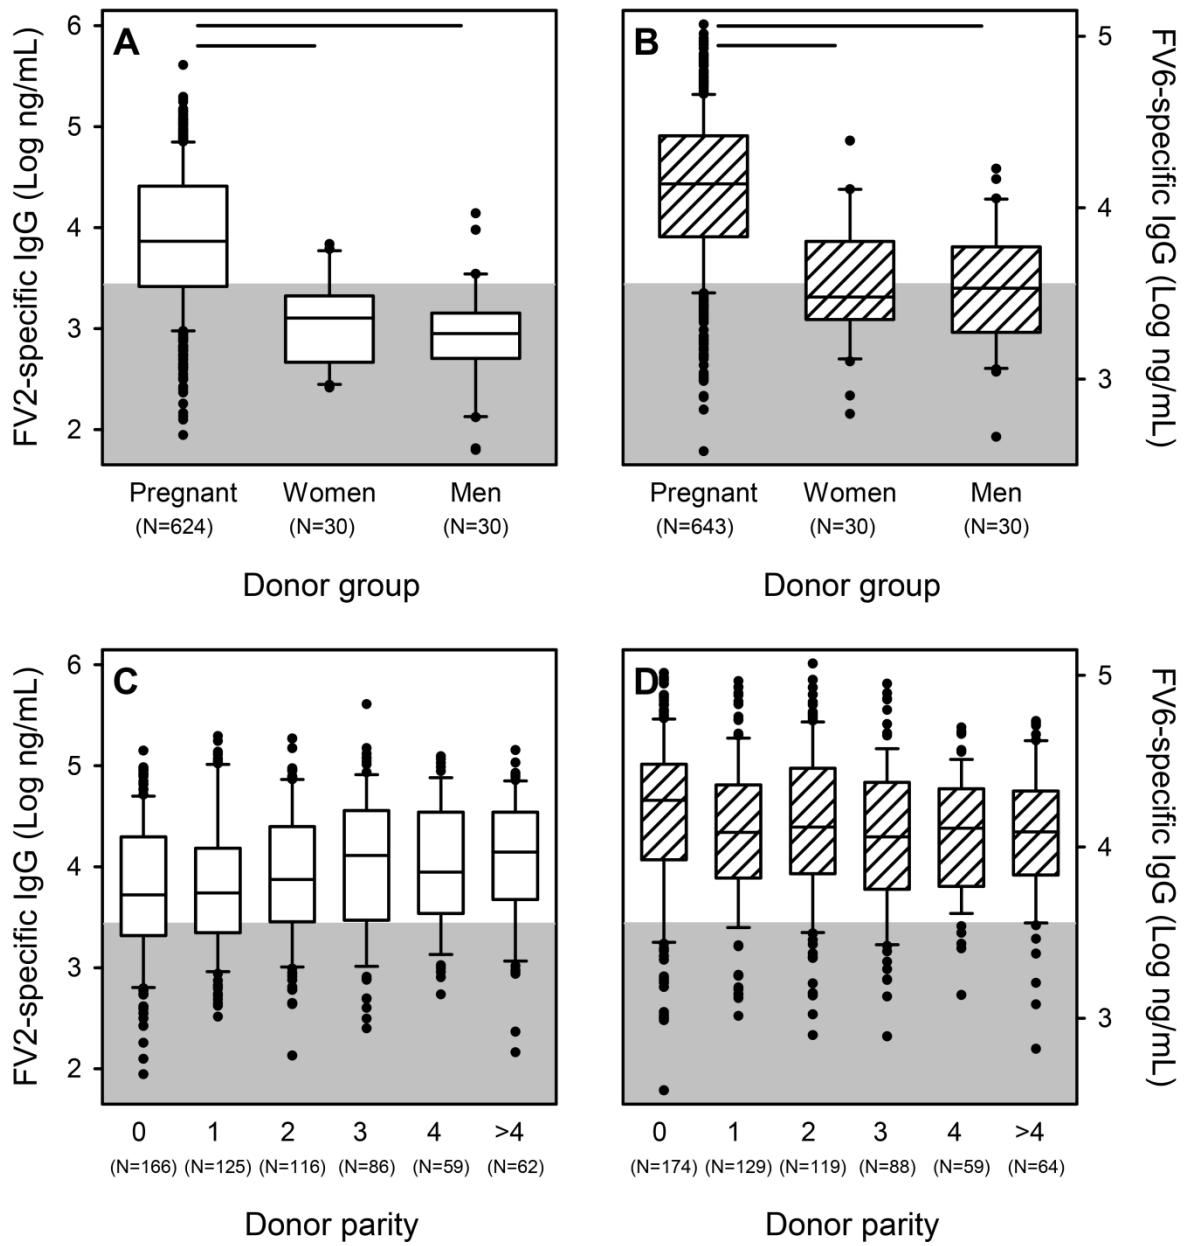 A
B
FV2-specific IgG (Log ng/mL)
6
5
4
3
2
5
4
3
FV6-specific IgG (Log ng/mL)
Pregnant Women Men
(N=624) (N=30) (N=30)
Donor group
Pregnant Women Men
(N=643) (N=30) (N=30)
Donor group
C
D
FV2-specific IgG (Log ng/mL)
6
5
4
3
2
5
4
3
FV6-specific IgG (Log ng/mL)
0 1 2 3 4 >4
(N=166) (N=125) (N=116) (N=86) (N=59) (N=62)
Donor parity
0 1 2 3 4 >4
(N=174) (N=129) (N=119) (N=88) (N=59) (N=64)
Donor parity